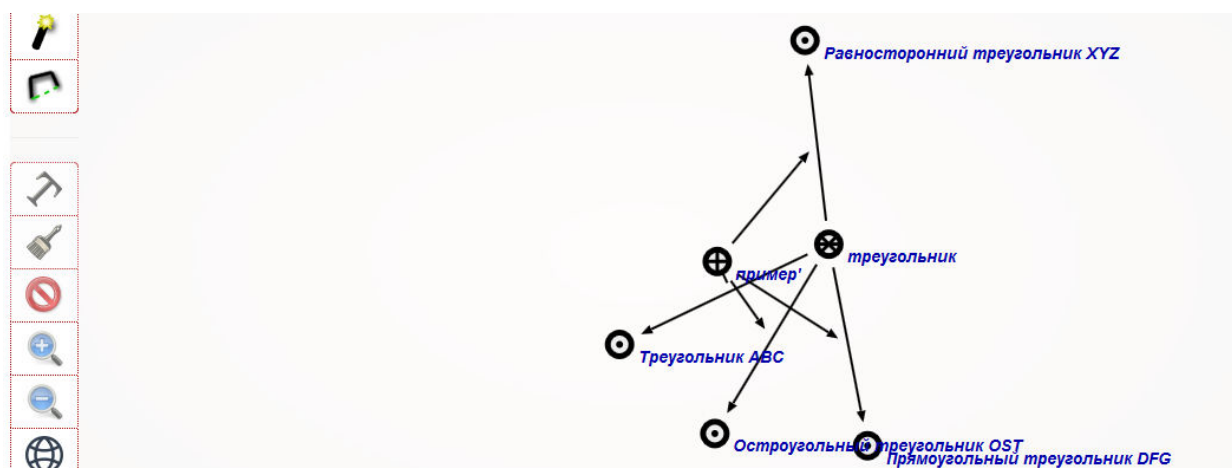 Равносторонний треугольник XYZ
треугольник
пример'
Треугольник ABC
Остроугольный треугольник OST
Прямоугольный треугольник DFG